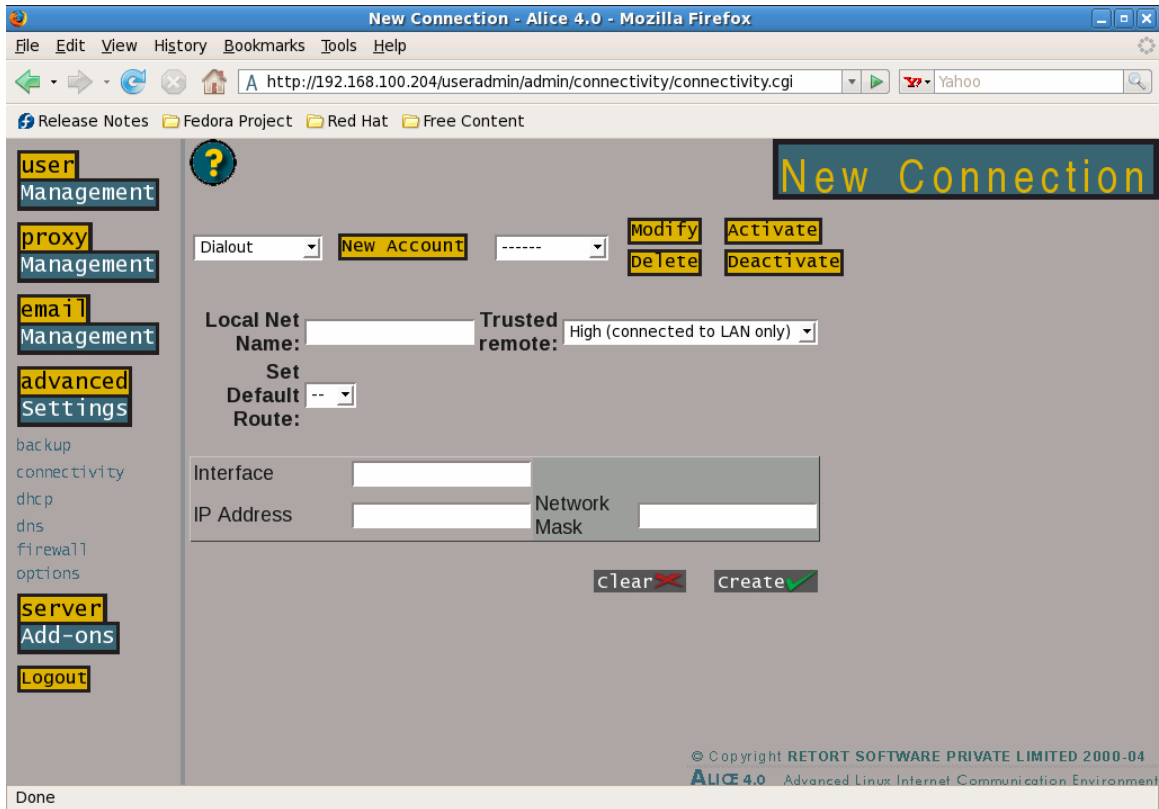 New Connection - Alice 4.0 - Mozilla Firefox
File Edit View History Bookmarks Tools Help
http://192.168.100.204/useradmin/admin/connectivity/connectivity.cgi
Yahoo
Release Notes Fedora Project Red Hat Free Content
user
Management
proxy
Management
email
Management
advanced
Settings
backup
connectivity
dhcp
dns
firewall
options
server
Add-ons
Logout
?
New Connection
Dialout New Account ------ Modify Activate
Delete Deactivate
Local Net Name: Trusted remote: High (connected to LAN only)
Set Default Route: --
Interface
IP Address Network Mask
Clear Create
© Copyright RETORT SOFTWARE PRIVATE LIMITED 2000-04
ALICE 4.0 Advanced Linux Internet Communication Environment
Done